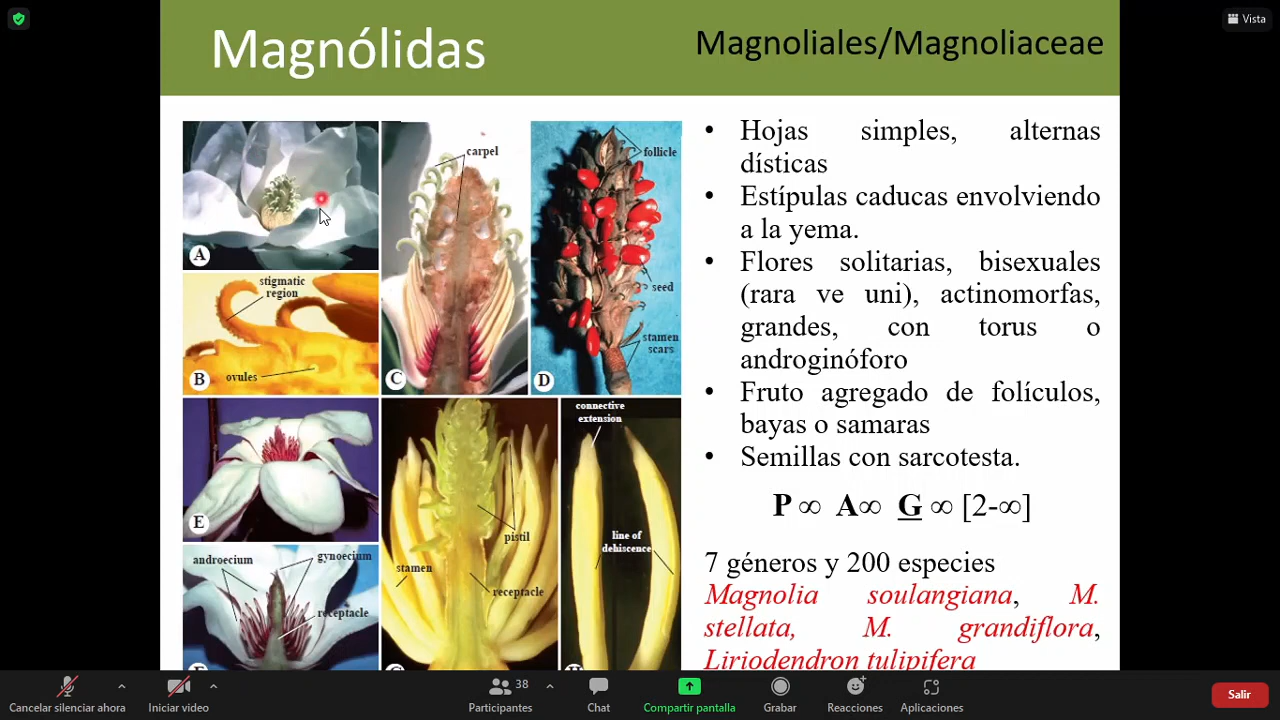 Vista
Magnólidas
Magnoliales/Magnoliaceae
carpel
A
stigmatic
region
ovules
B
C
follicle
seed
stamen
scars
D
E
androecium
gynoecium
receptacle
pistil
stamen
receptacle
connective
extension
line of
dehiscence
• Hojas simples, alternas
dísticas
• Estípulas caducas envolviendo
a la yema.
• Flores solitarias, bisexuales
(rara ve uni), actinomorfas,
grandes, con torus o
androginóforo
• Fruto agregado de folículos,
bayas o samaras
• Semillas con sarcotesta.
P ∞ A∞ G ∞ [2-∞]
7 géneros y 200 especies
Magnolia soulangiana, M.
stellata, M. grandiflora,
Liriodendron tulipifera
Cancelar silenciar ahora
Iniciar video
38
Participantes
Chat
Compartir pantalla
Grabar
Reacciones
Aplicaciones
Salir